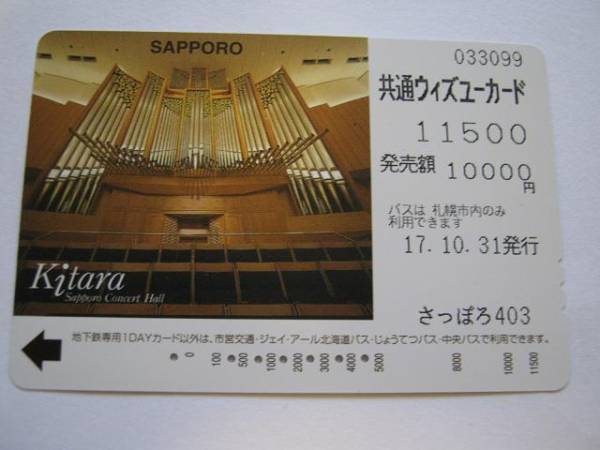 SAPPORO
Kitara
Sapporo Concert Hall
033099
共通ウィズユーカード
11500
発売額 10000円
バスは 札幌市内のみ
利用できます
17.10.31発行
さっぽろ403
地下鉄専用1DAYカード以外は、市営交通・ジェイ・アール北海道バス・じょうてつバス・中央バスで利用できます。
0 100 500 1000 2000 3000 4000 5000 8000 10000 11500